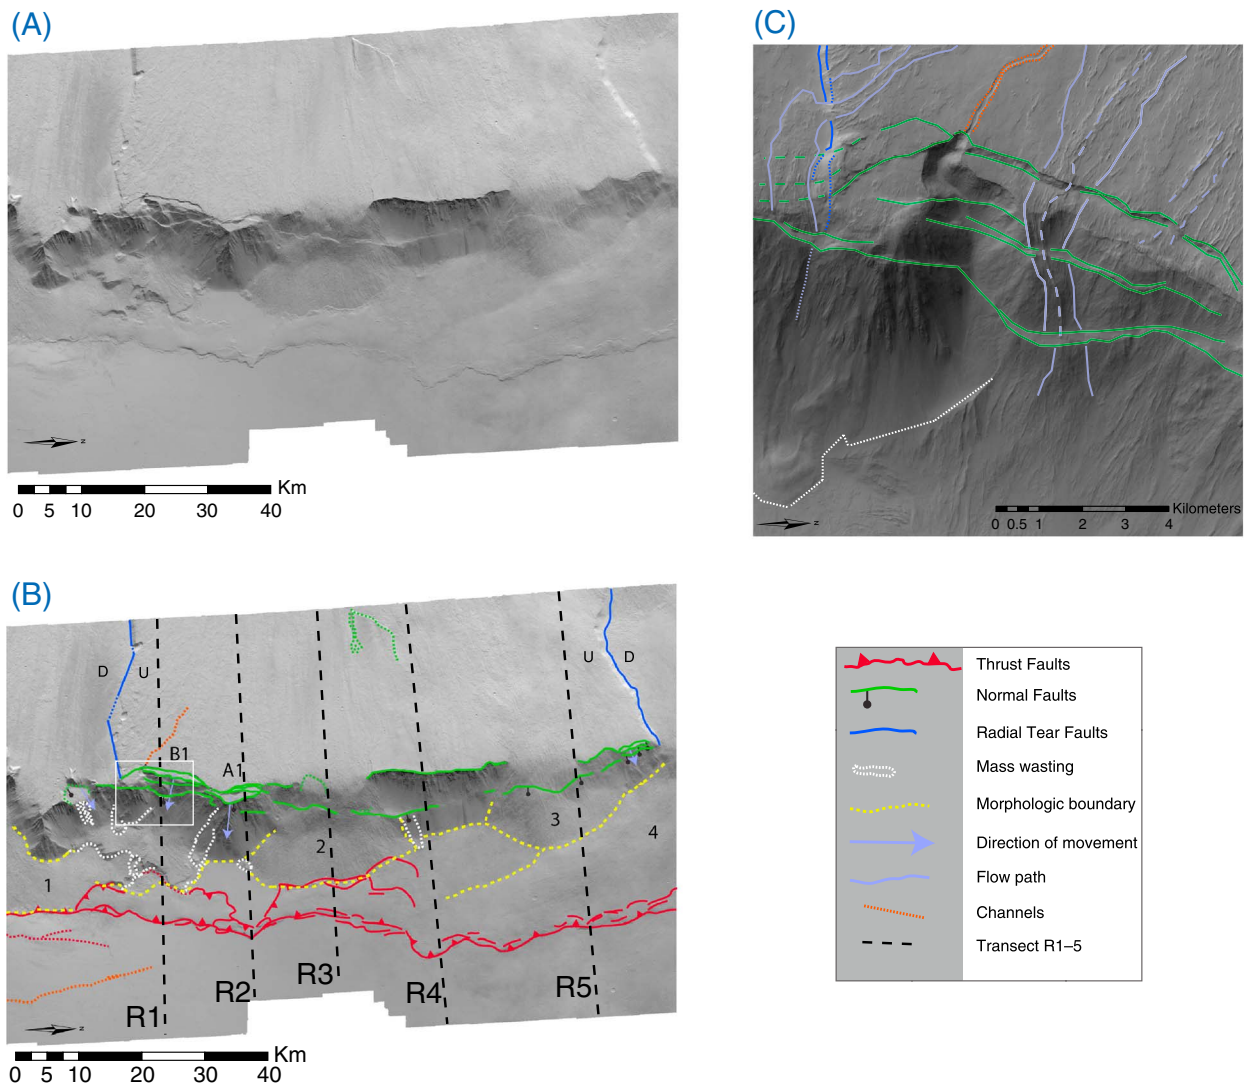 (A)
Z
Km
0 5 10 20 30 40
(C)
Kilometers
0 0.5 1 2 3 4
Z
(B)
D U
U D
B1
A1
1
2
3
4
R1
R2
R3
R4
R5
Z
Km
0 5 10 20 30 40
Thrust Faults
Normal Faults
Radial Tear Faults
Mass wasting
Morphologic boundary
Direction of movement
Flow path
Channels
Transect R1–5